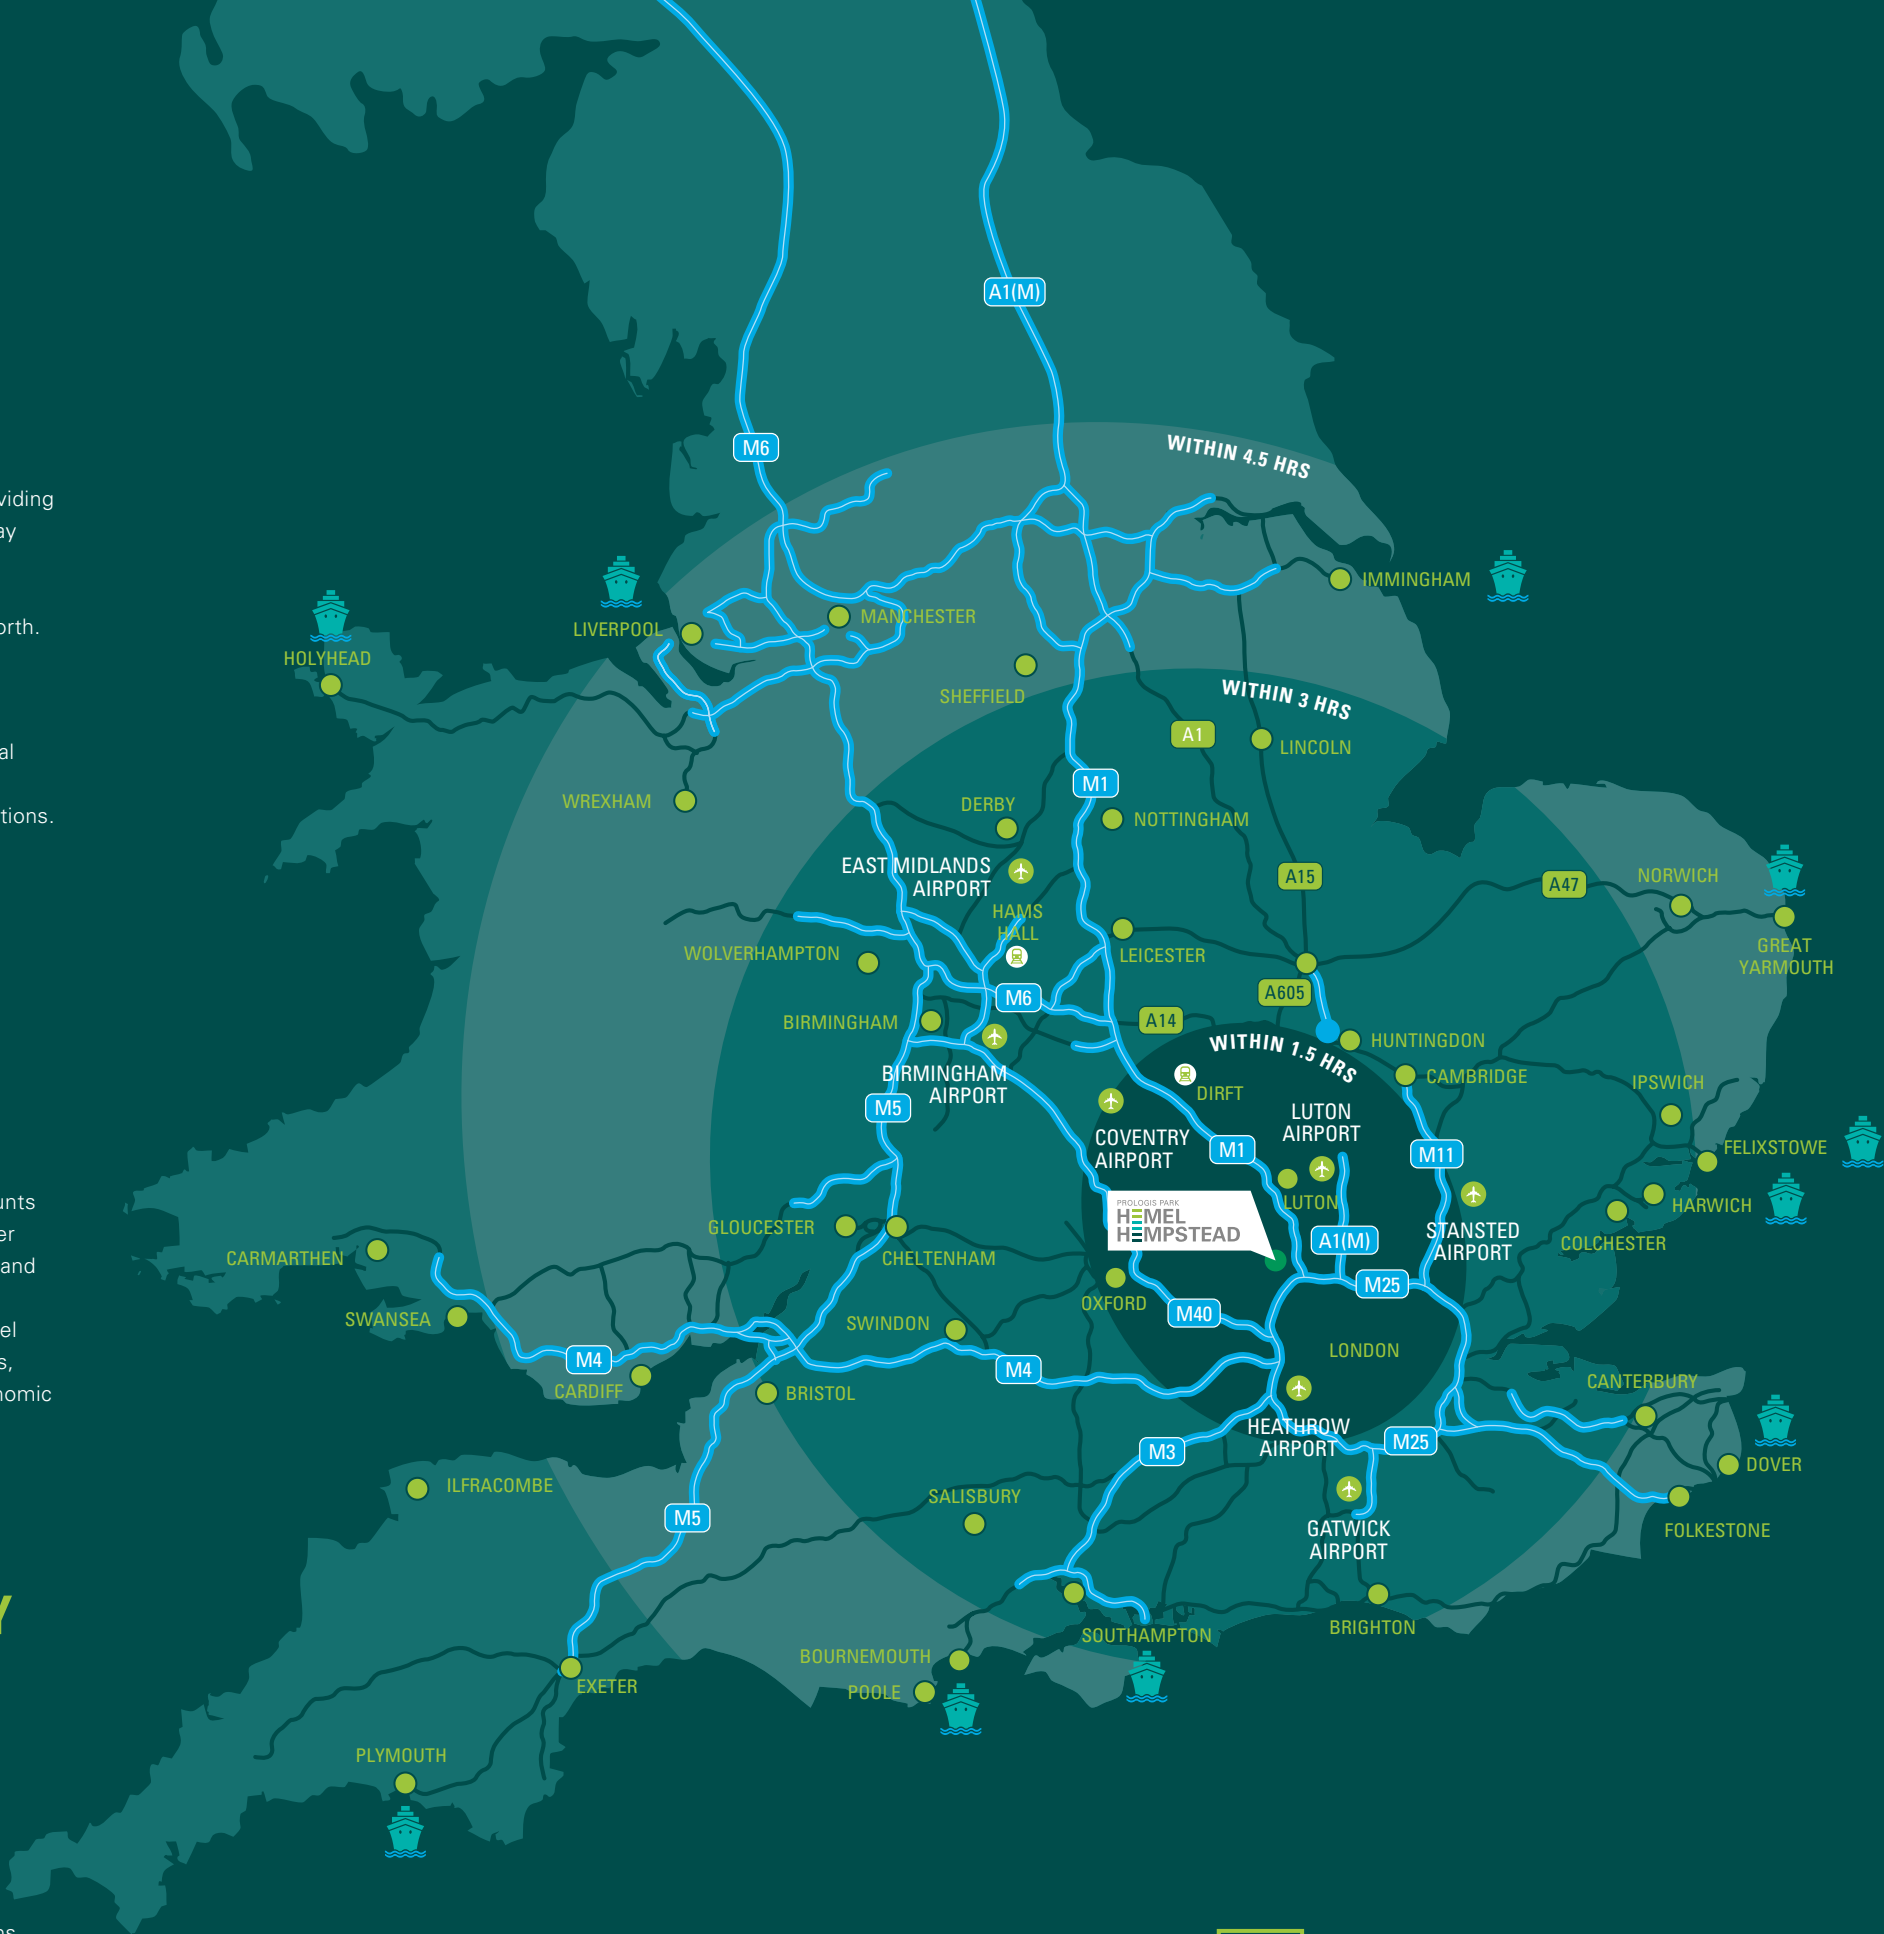 A1(M)
WITHIN 4.5 HRS
M6
viding
ay
IMMINGHAM
MANCHESTER
LIVERPOOL
orth.
HOLYHEAD
SHEFFIELD
WITHIN 3 HRS
A1
LINCOLN
al
M1
WREXHAM
DERBY
tions.
NOTTINGHAM
EAST MIDLANDS
AIRPORT
A15
A47
NORWICH
HAMS
HALL
WOLVERHAMPTON
LEICESTER
GREAT
YARMOUTH
M6
A605
BIRMINGHAM
A14
WITHIN 1.5 HRS
HUNTINGDON
BIRMINGHAM
AIRPORT
CAMBRIDGE
IPSWICH
DIRFT
M5
LUTON
AIRPORT
COVENTRY
AIRPORT
M1
M11
FELIXSTOWE
unts
LUTON
HARWICH
PROLOGIS PARK
HEMEL
HEMPSTEAD
GLOUCESTER
er
STANSTED
AIRPORT
A1(M)
COLCHESTER
CARMARTHEN
CHELTENHAM
and
M25
OXFORD
M40
SWANSEA
SWINDON
el
LONDON
M4
M4
s,
CARDIFF
BRISTOL
CANTERBURY
nomic
HEATHROW
AIRPORT
M25
M3
DOVER
ILFRACOMBE
SALISBURY
M5
GATWICK
AIRPORT
FOLKESTONE
Y
BRIGHTON
SOUTHAMPTON
BOURNEMOUTH
EXETER
POOLE
PLYMOUTH